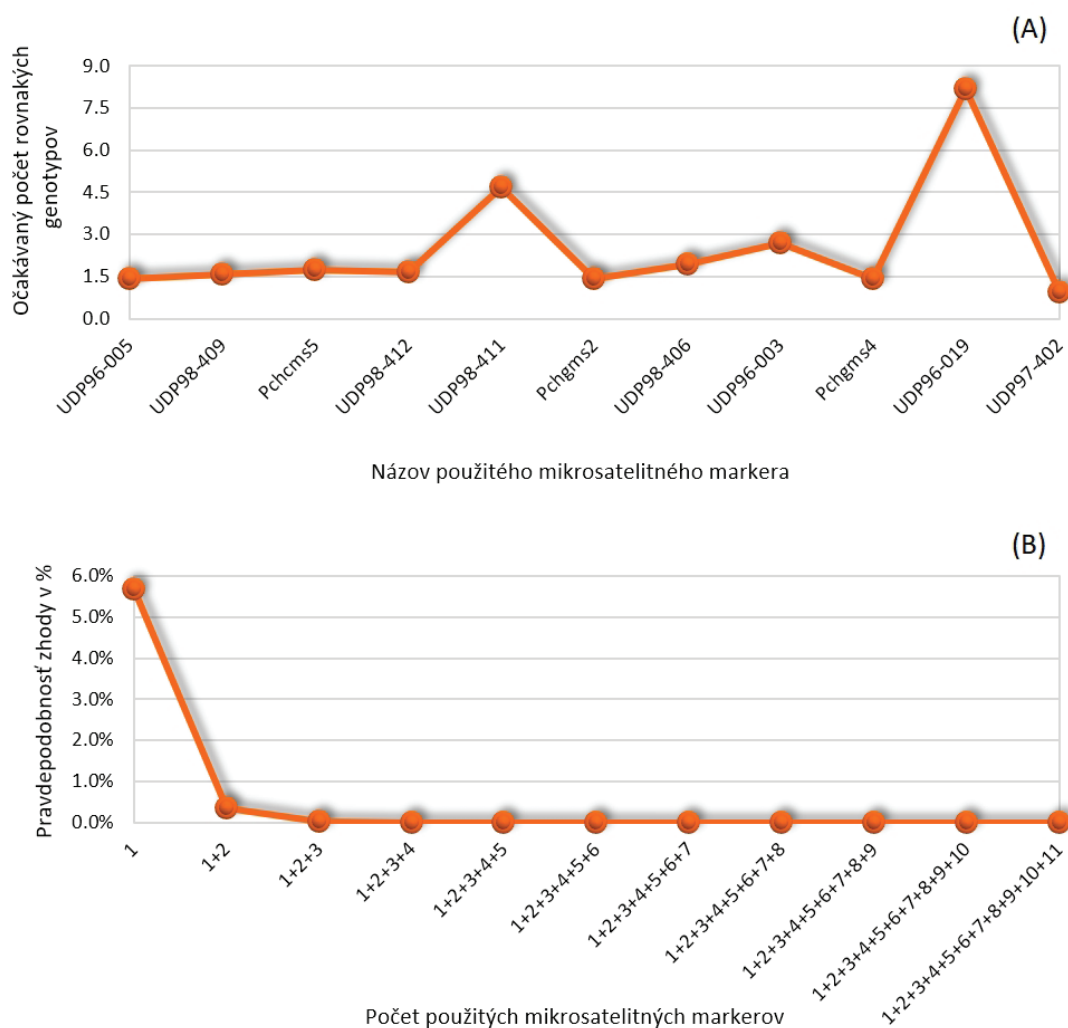 (A)
Očakávaný počet rovnakých
genotypov
9.0
7.5
6.0
4.5
3.0
1.5
0.0
UDP96-005
UDP98-409
Pchcms5
UDP98-412
UDP98-411
Pchgms2
UDP98-406
UDP96-003
Pchgms4
UDP96-019
UDP97-402
Názov použitého mikrosatelitného markera
(B)
Pravdepodobnosť zhody v %
6.0%
5.0%
4.0%
3.0%
2.0%
1.0%
0.0%
1
1+2
1+2+3
1+2+3+4
1+2+3+4+5
1+2+3+4+5+6
1+2+3+4+5+6+7
1+2+3+4+5+6+7+8
1+2+3+4+5+6+7+8+9
1+2+3+4+5+6+7+8+9+10
1+2+3+4+5+6+7+8+9+10+11
Počet použitých mikrosatelitných markerov